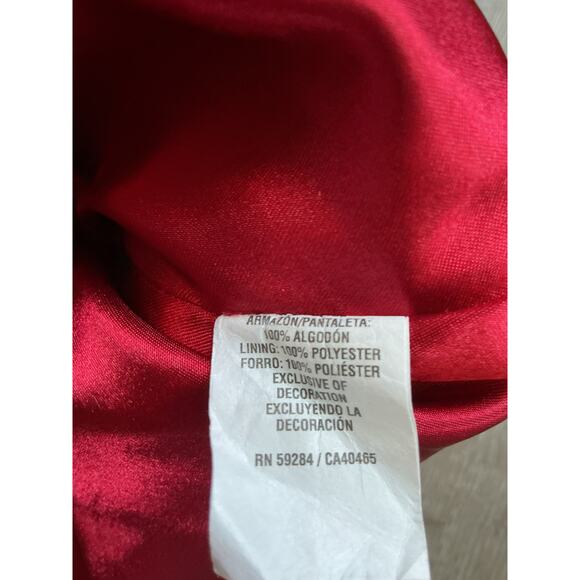 ARMAZÓN/PANTALETA:
100% ALGODÓN
LINING: 100% POLYESTER
FORRO: 100% POLIÉSTER
EXCLUSIVE OF
DECORATION
EXCLUYENDO LA
DECORACIÓN
RN 59284 / CA40465